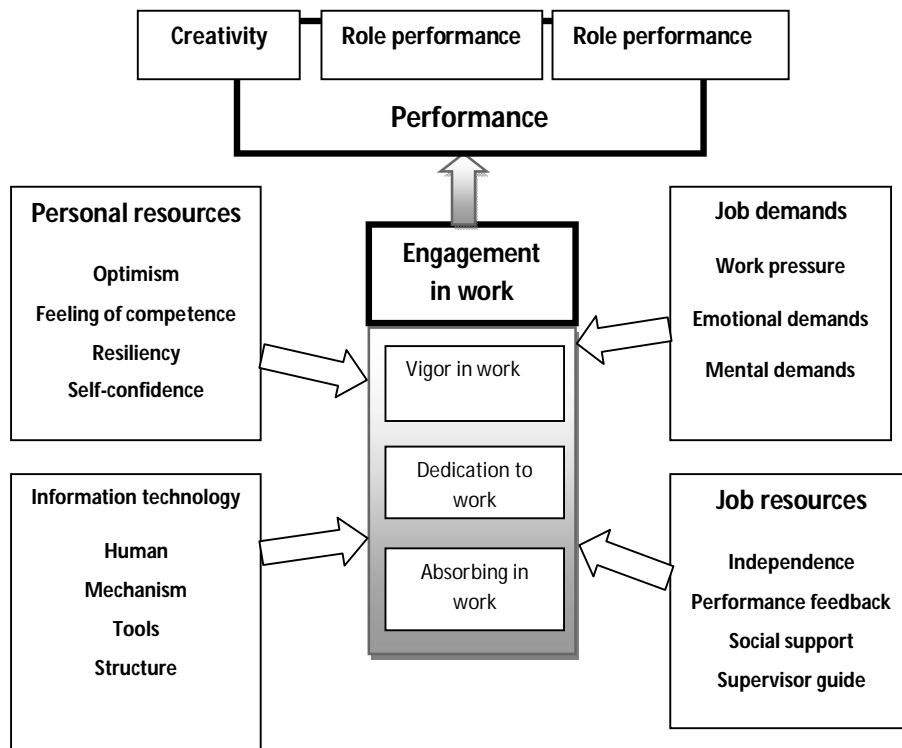 Creativity
Role performance
Role performance
Performance
Personal resources
Optimism
Feeling of competence
Resiliency
Self-confidence
Engagement
in work
Vigor in work
Dedication to
work
Absorbing in
work
Job demands
Work pressure
Emotional demands
Mental demands
Information technology
Human
Mechanism
Tools
Structure
Job resources
Independence
Performance feedback
Social support
Supervisor guide